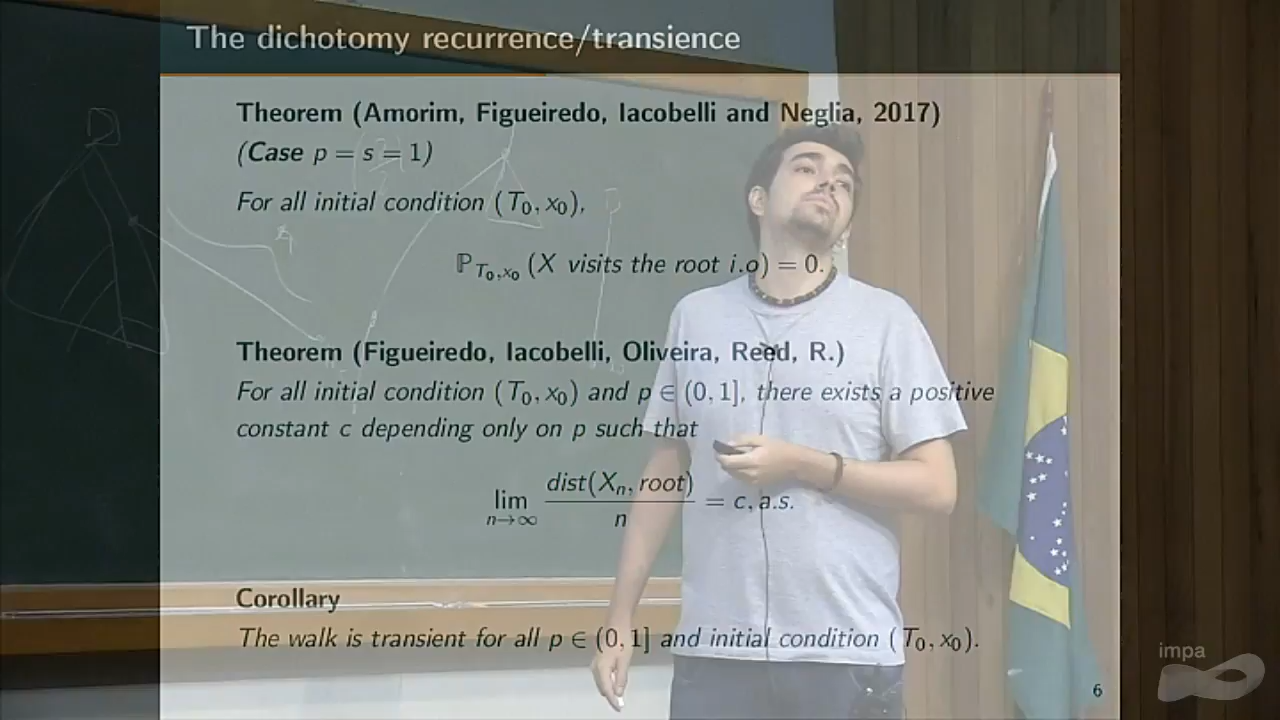 The dichotomy recurrence/transience
Theorem (Amorim, Figueiredo, Iacobelli and Neglia, 2017)
(Case p = s = 1)
For all initial condition (T₀, x₀),
ℙ_{T₀,x₀} (X visits the root i.o) = 0.
Theorem (Figueiredo, Iacobelli, Oliveira, Reed, R.)
For all initial condition (T₀, x₀) and p ∈ (0, 1], there exists a positive
constant c depending only on p such that
lim_{n→∞} dist(Xₙ, root)/n = c, a.s.
Corollary
The walk is transient for all p ∈ (0, 1] and initial condition (T₀, x₀).
impa
6